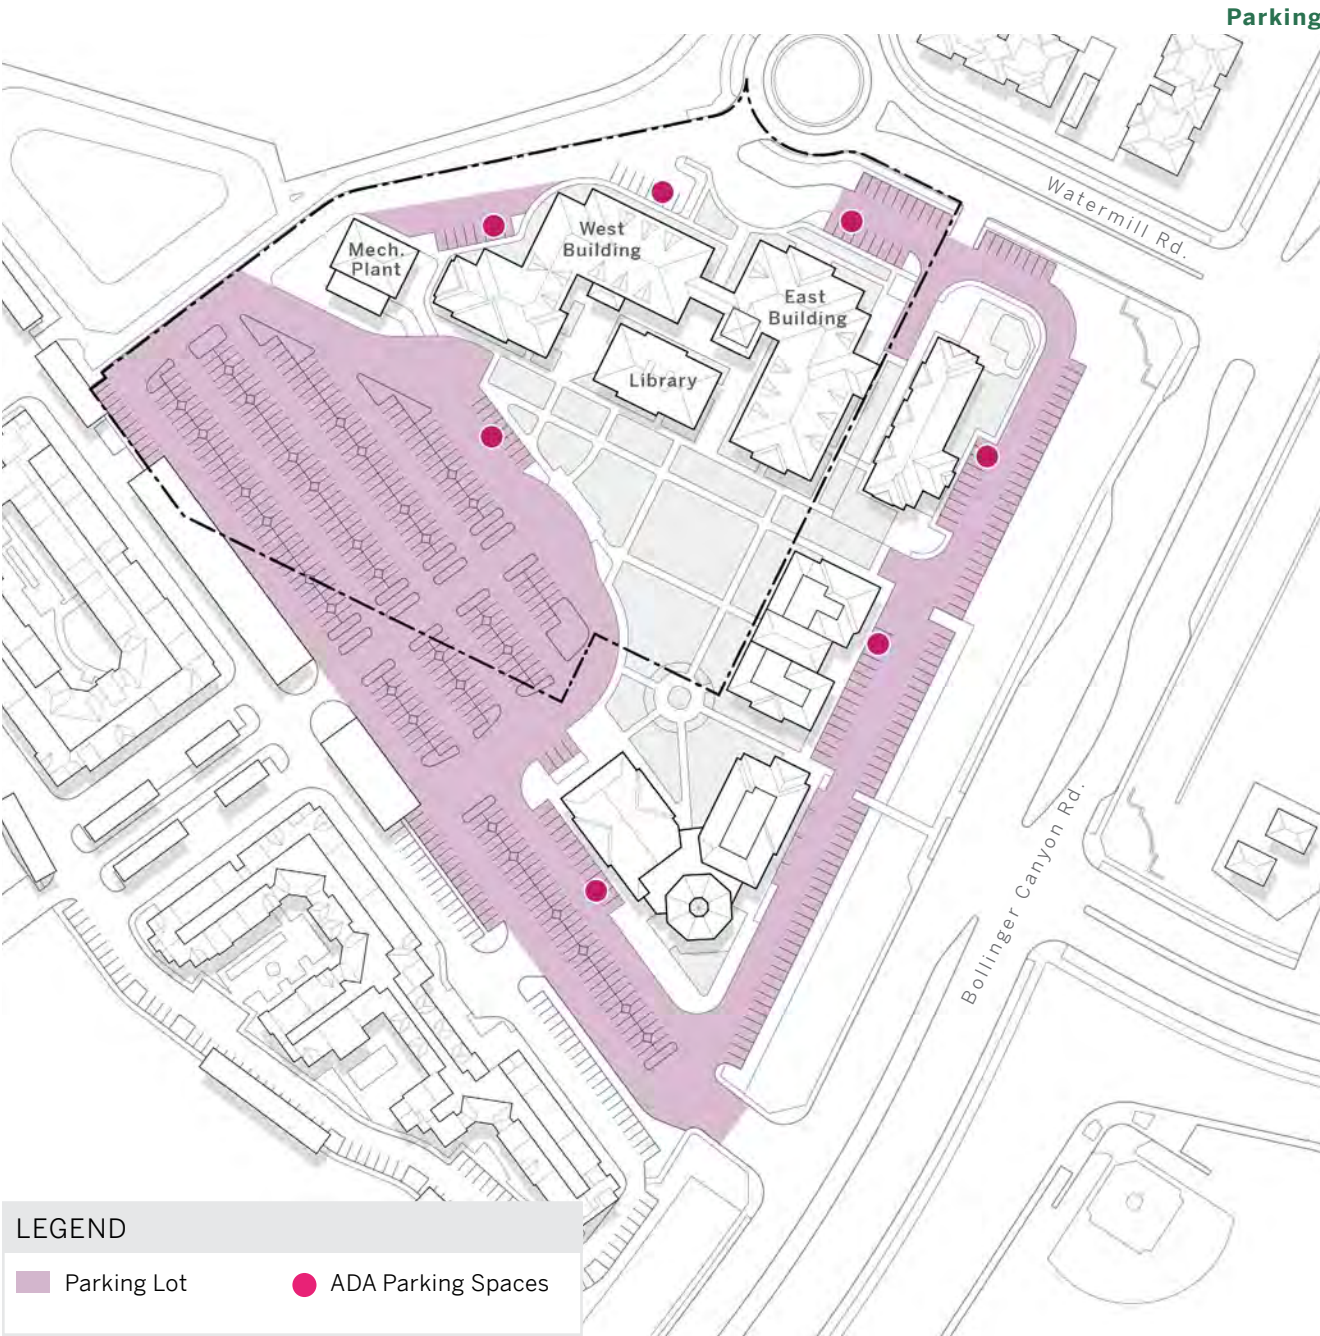 Parking
Watermill Rd.
West
Building
Mech.
Plant
East
Building
Library
Bollinger Canyon Rd.
LEGEND
Parking Lot
ADA Parking Spaces